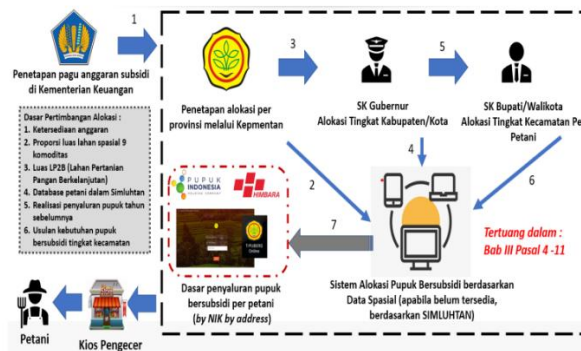 1
Penetapan pagu anggaran subsidi
di Kementerian Keuangan
Dasar Pertimbangan Alokasi :
1. Ketersediaan anggaran
2. Proporsi luas lahan spasial 9
komoditas
3. Luas LP2B (Lahan Pertanian
Pangan Berkelanjutan)
4. Database petani dalam Simluhtan
5. Realisasi penyaluran pupuk tahun
sebelumnya
6. Usulan kebutuhan pupuk
bersubsidi tingkat kecamatan
Penetapan alokasi per
provinsi melalui Kepmentan
3
SK Gubernur
Alokasi Tingkat Kabupaten/Kota
5
SK Bupati/Walikota
Alokasi Tingkat Kecamatan Pe
Petani
2
4
6
7
PUPUK
INDONESIA
HIMBARA
Dasar penyaluran pupuk
bersubsidi per petani
(by NIK by address)
Tertuang dalam :
Bab III Pasal 4 -11
Sistem Alokasi Pupuk Bersubsidi berdasarkan
Data Spasial (apabila belum tersedia,
berdasarkan SIMLUHTAN)
Petani
Kios Pengecer